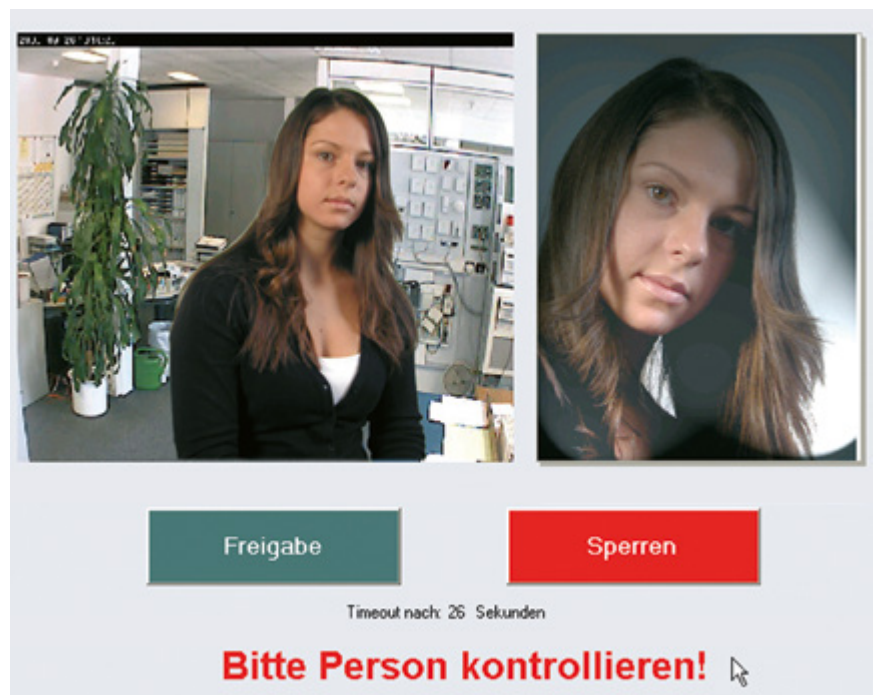 Freigabe
Sperren
Timeout nach: 26 Sekunden
Bitte Person kontrollieren!